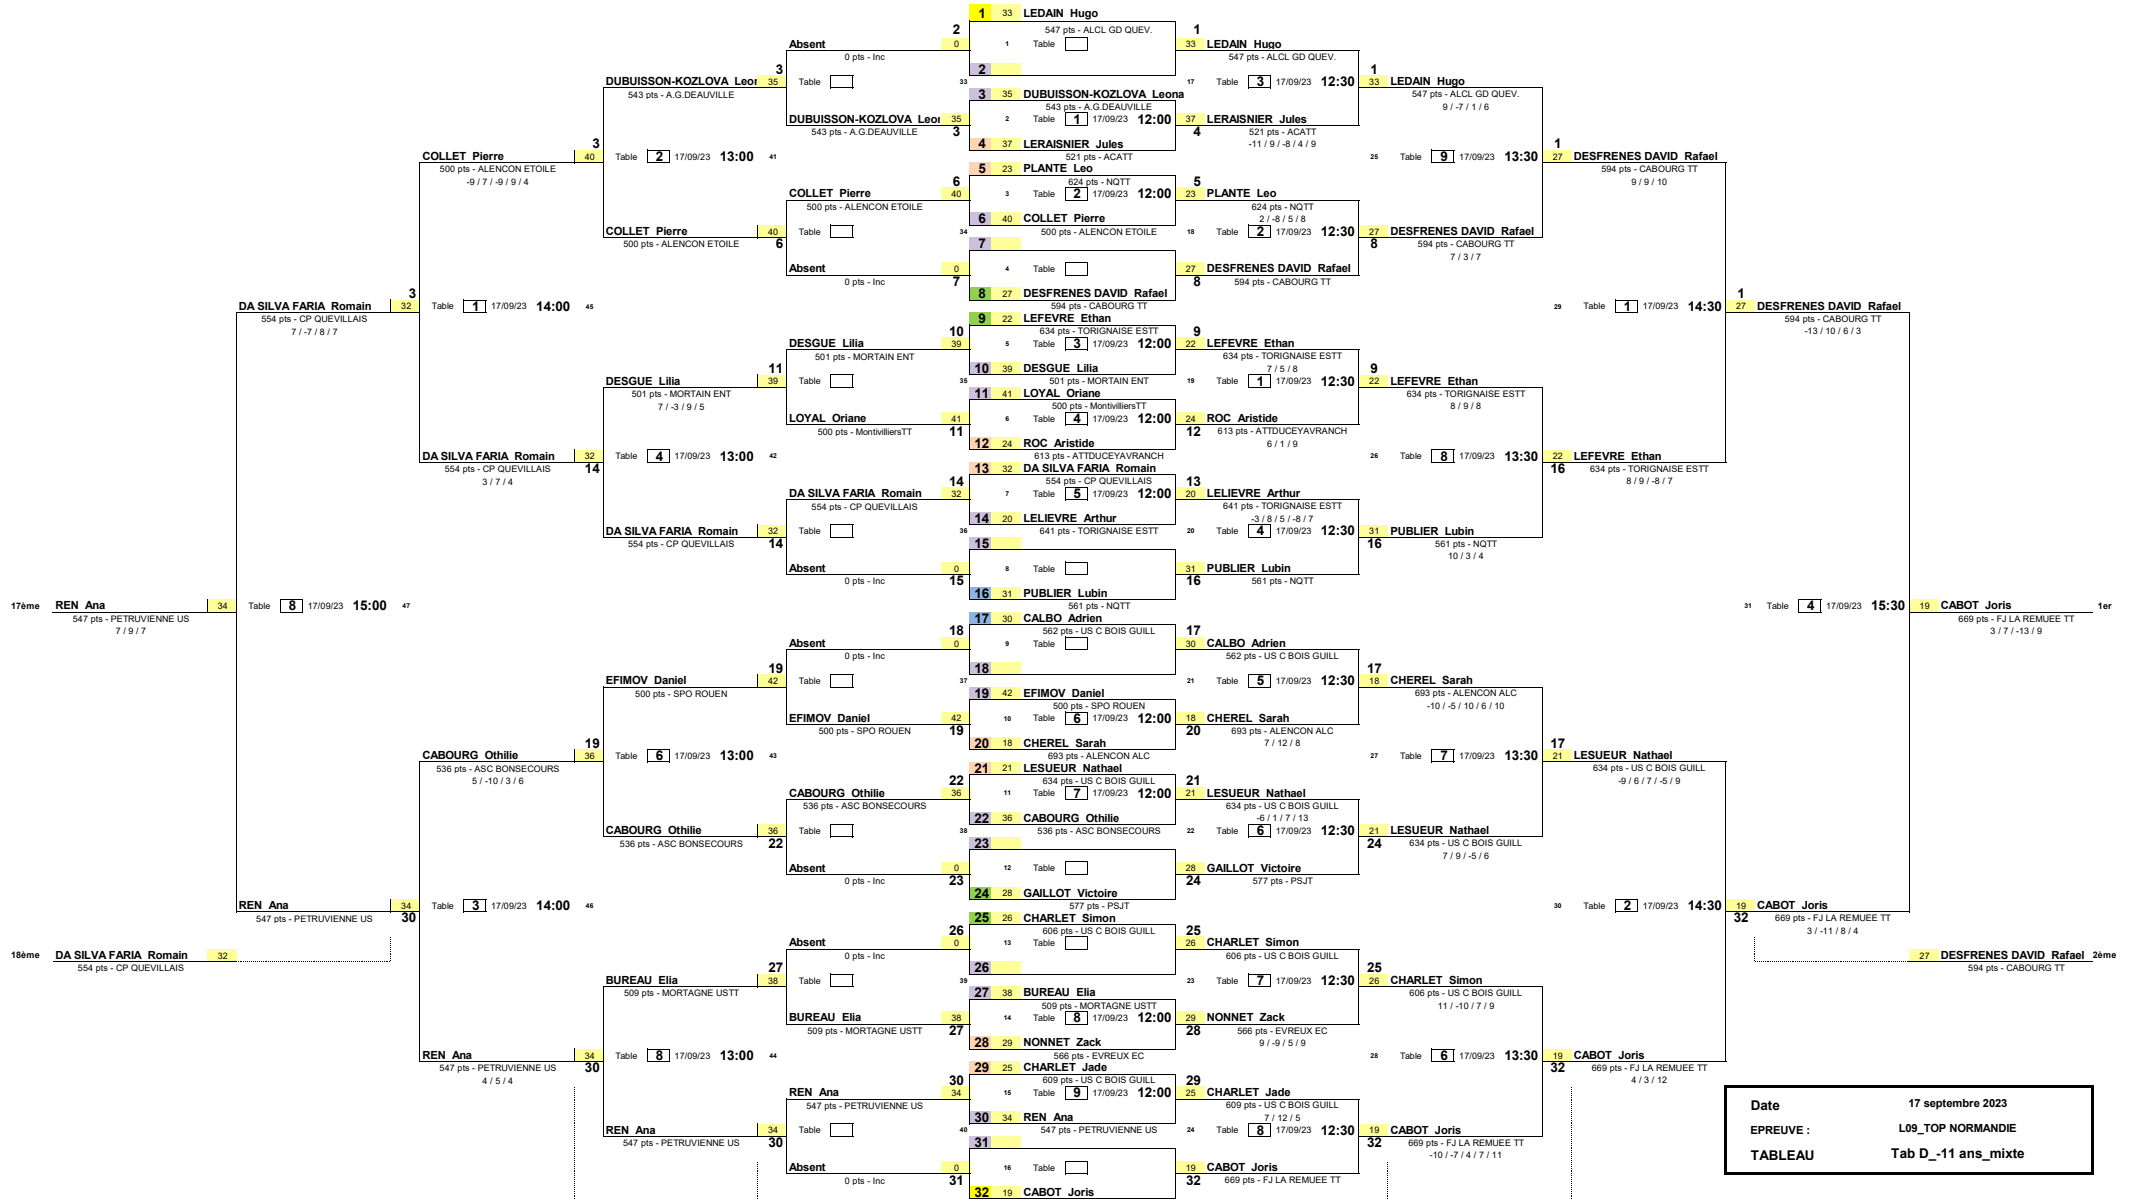 1 33 LEDAIN Hugo
547 pts - ALCL GD QUEV.
1 Table
2
3 35 DUBUISSON-KOZLOVA Leona
543 pts - A.G.DEAUVILLE
2 Table 1 17/09/23 12:00
4 37 LERAISNIER Jules
521 pts - ACATT
5 23 PLANTE Leo
624 pts - NQTT
3 Table 2 17/09/23 12:00
6 40 COLLET Pierre
500 pts - ALENCON ETOILE
7
4 Table
8 27 DESFRENES DAVID Rafael
594 pts - CABOURG TT
9 22 LEFEVRE Ethan
634 pts - TORIGNAISE ESTT
5 Table 3 17/09/23 12:00
10 39 DESGUE Lilia
501 pts - MORTAIN ENT
11 41 LOYAL Oriane
500 pts - MontivilliersTT
6 Table 4 17/09/23 12:00
12 24 ROC Aristide
613 pts - ATTDUCEYAVRANCH
13 32 DA SILVA FARIA Romain
554 pts - CP QUEVILLAIS
7 Table 5 17/09/23 12:00
14 20 LELIEVRE Arthur
641 pts - TORIGNAISE ESTT
15
8 Table
16 31 PUBLIER Lubin
561 pts - NQTT
17 30 CALBO Adrien
562 pts - US C BOIS GUILL
9 Table
18
19 42 EFIMOV Daniel
500 pts - SPO ROUEN
10 Table 6 17/09/23 12:00
20 18 CHEREL Sarah
693 pts - ALENCON ALC
21 21 LESUEUR Nathael
634 pts - US C BOIS GUILL
11 Table 7 17/09/23 12:00
22 36 CABOURG Othilie
536 pts - ASC BONSECOURS
23
12 Table
24 28 GAILLOT Victoire
577 pts - PSJT
25 26 CHARLET Simon
606 pts - US C BOIS GUILL
13 Table
26
27 38 BUREAU Elia
509 pts - MORTAGNE USTT
14 Table 8 17/09/23 12:00
28 29 NONNET Zack
566 pts - EVREUX EC
29 25 CHARLET Jade
609 pts - US C BOIS GUILL
15 Table 9 17/09/23 12:00
30 34 REN Ana
547 pts - PETRUVIENNE US
31
16 Table
32 19 CABOT Joris
1
33 LEDAIN Hugo
547 pts - ALCL GD QUEV.
17 Table 3 17/09/23 12:30
37 LERAISNIER Jules
4
521 pts - ACATT
-11 / 9 / -8 / 4 / 9
5
23 PLANTE Leo
624 pts - NQTT
2 / -8 / 5 / 8
18 Table 2 17/09/23 12:30
27 DESFRENES DAVID Rafael
8
594 pts - CABOURG TT
9
22 LEFEVRE Ethan
634 pts - TORIGNAISE ESTT
7 / 5 / 8
19 Table 1 17/09/23 12:30
24 ROC Aristide
12
613 pts - ATTDUCEYAVRANCH
6 / 1 / 9
13
20 LELIEVRE Arthur
641 pts - TORIGNAISE ESTT
-3 / 8 / 5 / -8 / 7
20 Table 4 17/09/23 12:30
31 PUBLIER Lubin
16
561 pts - NQTT
17
30 CALBO Adrien
562 pts - US C BOIS GUILL
21 Table 5 17/09/23 12:30
18 CHEREL Sarah
20
693 pts - ALENCON ALC
7 / 12 / 8
21
21 LESUEUR Nathael
634 pts - US C BOIS GUILL
-6 / 1 / 7 / 13
22 Table 6 17/09/23 12:30
28 GAILLOT Victoire
24
577 pts - PSJT
25
26 CHARLET Simon
606 pts - US C BOIS GUILL
23 Table 7 17/09/23 12:30
29 NONNET Zack
28
566 pts - EVREUX EC
9 / -9 / 5 / 9
29
25 CHARLET Jade
609 pts - US C BOIS GUILL
7 / 12 / 5
24 Table 8 17/09/23 12:30
19 CABOT Joris
32
669 pts - FJ LA REMUEE TT
1
33 LEDAIN Hugo
547 pts - ALCL GD QUEV.
9 / -7 / 1 / 6
25 Table 9 17/09/23 13:30
27 DESFRENES DAVID Rafael
8
594 pts - CABOURG TT
7 / 3 / 7
9
22 LEFEVRE Ethan
634 pts - TORIGNAISE ESTT
8 / 9 / 8
26 Table 8 17/09/23 13:30
31 PUBLIER Lubin
16
561 pts - NQTT
10 / 3 / 4
17
18 CHEREL Sarah
693 pts - ALENCON ALC
-10 / -5 / 10 / 6 / 10
27 Table 7 17/09/23 13:30
21 LESUEUR Nathael
24
634 pts - US C BOIS GUILL
7 / 9 / -5 / 6
25
26 CHARLET Simon
606 pts - US C BOIS GUILL
11 / -10 / 7 / 9
28 Table 6 17/09/23 13:30
19 CABOT Joris
32
669 pts - FJ LA REMUEE TT
-10 / -7 / 4 / 7 / 11
1
27 DESFRENES DAVID Rafael
594 pts - CABOURG TT
9 / 9 / 10
29 Table 1 17/09/23 14:30
22 LEFEVRE Ethan
16
634 pts - TORIGNAISE ESTT
8 / 9 / -8 / 7
17
21 LESUEUR Nathael
634 pts - US C BOIS GUILL
-9 / 6 / 7 / -5 / 9
30 Table 2 17/09/23 14:30
19 CABOT Joris
32
669 pts - FJ LA REMUEE TT
4 / 3 / 12
1
27 DESFRENES DAVID Rafael
594 pts - CABOURG TT
-13 / 10 / 6 / 3
31 Table 4 17/09/23 15:30
19 CABOT Joris
32
669 pts - FJ LA REMUEE TT
3 / -11 / 8 / 4
19 CABOT Joris 1er
669 pts - FJ LA REMUEE TT
3 / 7 / -13 / 9
27 DESFRENES DAVID Rafael 2ème
594 pts - CABOURG TT
2
Absent 0
0 pts - Inc
Table 33
DUBUISSON-KOZLOVA Leor 35
543 pts - A.G.DEAUVILLE 3
6
COLLET Pierre 40
500 pts - ALENCON ETOILE
Table 34
Absent 0
0 pts - Inc 7
10
DESGUE Lilia 39
501 pts - MORTAIN ENT
Table 35
LOYAL Oriane 41
500 pts - MontivilliersTT 11
14
DA SILVA FARIA Romain 32
554 pts - CP QUEVILLAIS
Table 36
Absent 0
0 pts - Inc 15
18
Absent 0
0 pts - Inc
Table 37
EFIMOV Daniel 42
500 pts - SPO ROUEN 19
22
CABOURG Othilie 36
536 pts - ASC BONSECOURS
Table 38
Absent 0
0 pts - Inc 23
26
Absent 0
0 pts - Inc
Table 39
BUREAU Elia 38
509 pts - MORTAGNE USTT 27
30
REN Ana 34
547 pts - PETRUVIENNE US
Table 40
Absent 0
0 pts - Inc 31
3
DUBUISSON-KOZLOVA Leor 35
543 pts - A.G.DEAUVILLE
Table 2 17/09/23 13:00 41
COLLET Pierre 40
500 pts - ALENCON ETOILE 6
11
DESGUE Lilia 39
501 pts - MORTAIN ENT
7 / -3 / 9 / 5
Table 4 17/09/23 13:00 42
DA SILVA FARIA Romain 32
554 pts - CP QUEVILLAIS 14
19
EFIMOV Daniel 42
500 pts - SPO ROUEN
Table 6 17/09/23 13:00 43
CABOURG Othilie 36
536 pts - ASC BONSECOURS 22
27
BUREAU Elia 38
509 pts - MORTAGNE USTT
Table 8 17/09/23 13:00 44
REN Ana 34
547 pts - PETRUVIENNE US 30
3
COLLET Pierre 40
500 pts - ALENCON ETOILE
-9 / 7 / -9 / 9 / 4
Table 1 17/09/23 14:00 45
DA SILVA FARIA Romain 32
554 pts - CP QUEVILLAIS 14
3 / 7 / 4
19
CABOURG Othilie 36
536 pts - ASC BONSECOURS
5 / -10 / 3 / 6
Table 3 17/09/23 14:00 46
REN Ana 34
547 pts - PETRUVIENNE US 30
4 / 5 / 4
3
DA SILVA FARIA Romain 32
554 pts - CP QUEVILLAIS
7 / -7 / 8 / 7
Table 8 17/09/23 15:00 47
REN Ana 34
547 pts - PETRUVIENNE US 30
17ème REN Ana 34
547 pts - PETRUVIENNE US
7 / 9 / 7
18ème DA SILVA FARIA Romain 32
554 pts - CP QUEVILLAIS
Date 17 septembre 2023
EPREUVE : L09_TOP NORMANDIE
TABLEAU Tab D_-11 ans_mixte